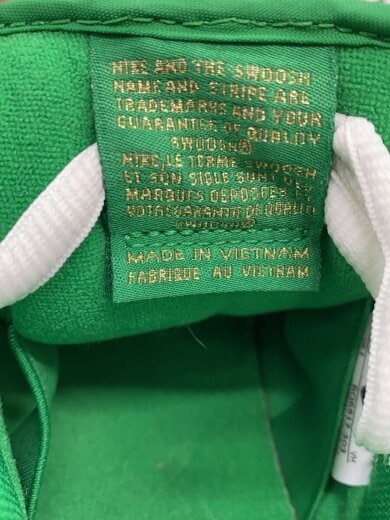 NIKE AND THE SWOOSH
NAME AND STRIPE ARE
TRADEMARKS AND YOUR
GUARANTEE OF QUALITY
SWOOSH®
NIKE, LE TERME SWOOSH
ET SON SIGLE SONT DES
MARQUES DEPOSEES ET
VOTRE GARANTIE DE QUALITE
SWOOSH®
MADE IN VIETNAM
FABRIQUE AU VIETNAM